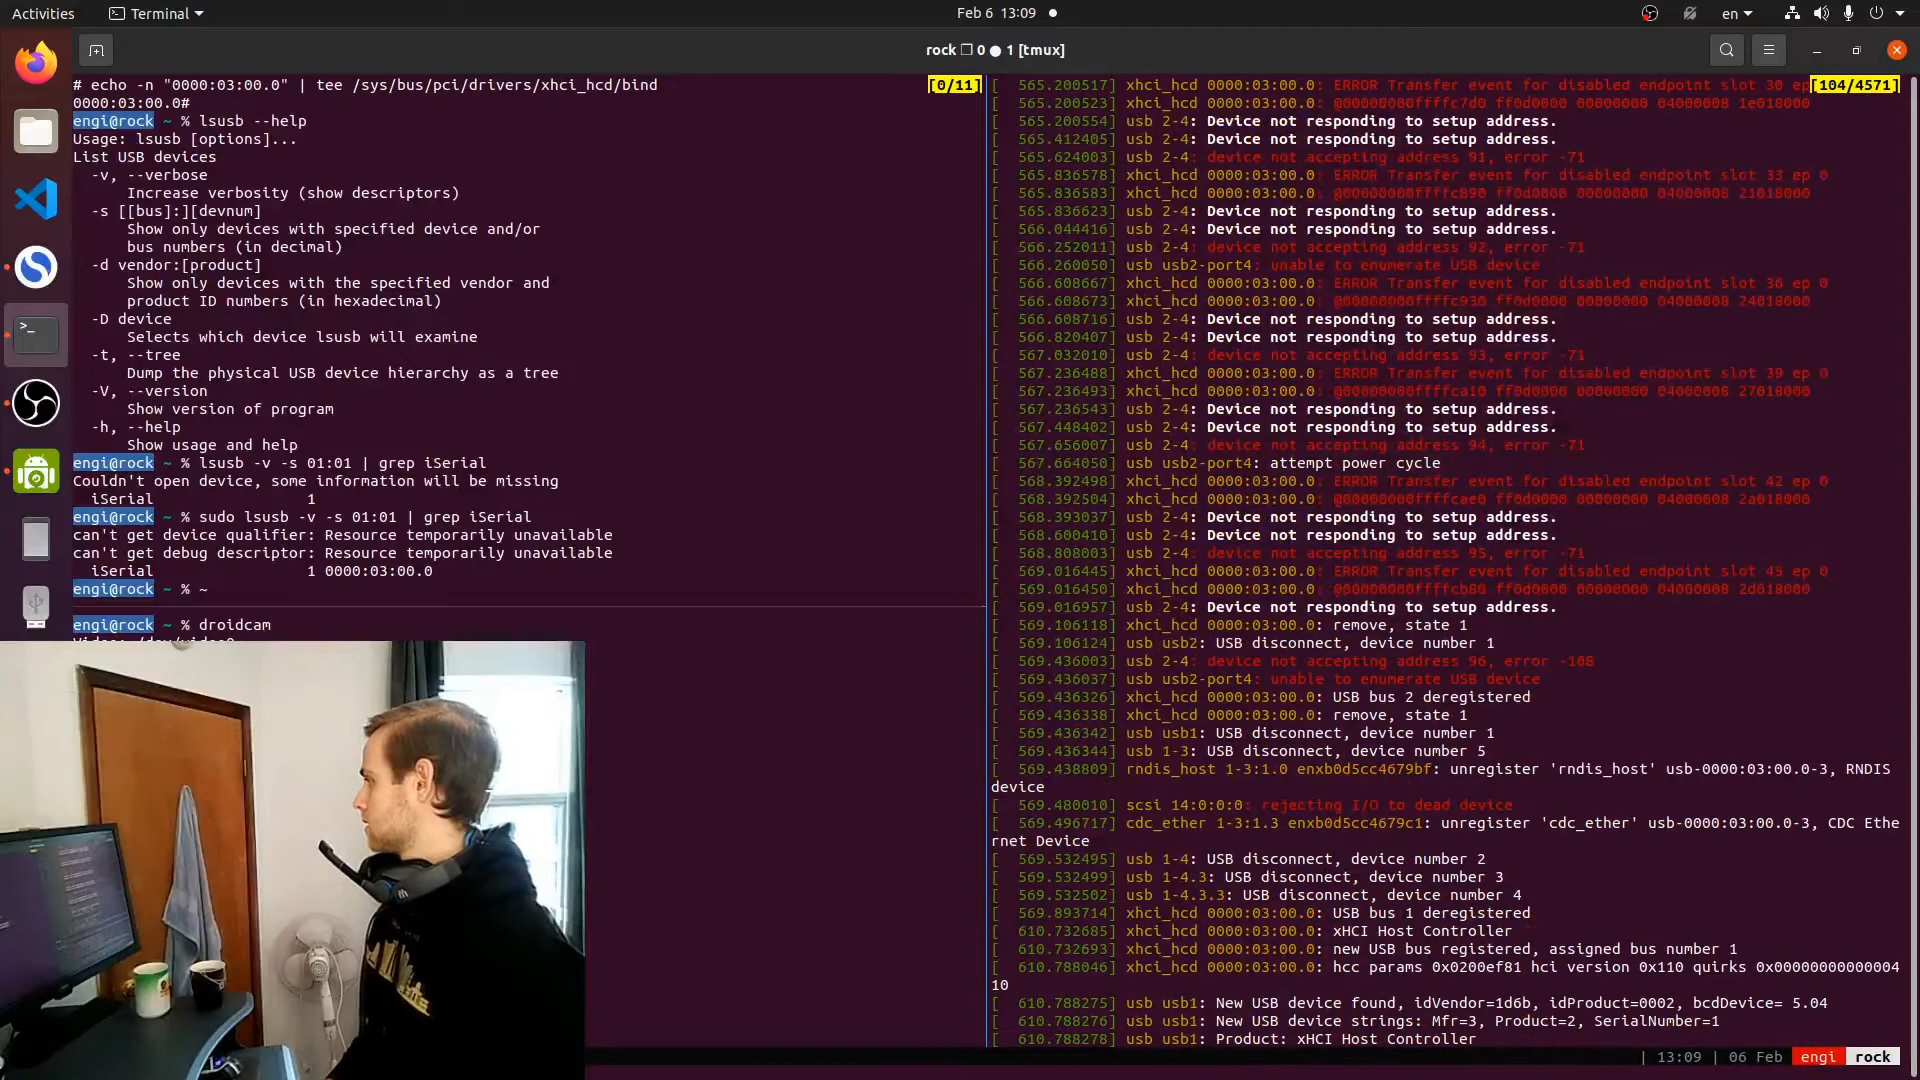 Activities
Terminal
Feb 6 13:09
en
rock ❐ 0 ● 1 [tmux]
# echo -n "0000:03:00.0" | tee /sys/bus/pci/drivers/xhci_hcd/bind
[0/11]
0000:03:00.0#
engi@rock ~ % lsusb --help
Usage: lsusb [options]...
List USB devices
-v, --verbose
Increase verbosity (show descriptors)
-s [[bus]:][devnum]
Show only devices with specified device and/or
bus numbers (in decimal)
-d vendor:[product]
Show only devices with the specified vendor and
product ID numbers (in hexadecimal)
-D device
Selects which device lsusb will examine
-t, --tree
Dump the physical USB device hierarchy as a tree
-V, --version
Show version of program
-h, --help
Show usage and help
engi@rock ~ % lsusb -v -s 01:01 | grep iSerial
Couldn't open device, some information will be missing
iSerial 1
engi@rock ~ % sudo lsusb -v -s 01:01 | grep iSerial
can't get device qualifier: Resource temporarily unavailable
can't get debug descriptor: Resource temporarily unavailable
iSerial 1 0000:03:00.0
engi@rock ~ % ~
engi@rock ~ % droidcam
Video: /dev/video0
[ 565.200517] xhci_hcd 0000:03:00.0: ERROR Transfer event for disabled endpoint slot 30 ep
[104/4571]
[ 565.200523] xhci_hcd 0000:03:00.0: @00000000ffffc7d0 ff0d0000 00000000 04000008 1e018000
[ 565.200554] usb 2-4: Device not responding to setup address.
[ 565.412405] usb 2-4: Device not responding to setup address.
[ 565.624003] usb 2-4: device not accepting address 91, error -71
[ 565.836578] xhci_hcd 0000:03:00.0: ERROR Transfer event for disabled endpoint slot 33 ep 0
[ 565.836583] xhci_hcd 0000:03:00.0: @00000000ffffc890 ff0d0000 00000000 04000008 21018000
[ 565.836623] usb 2-4: Device not responding to setup address.
[ 566.044416] usb 2-4: Device not responding to setup address.
[ 566.252011] usb 2-4: device not accepting address 92, error -71
[ 566.260050] usb usb2-port4: unable to enumerate USB device
[ 566.608667] xhci_hcd 0000:03:00.0: ERROR Transfer event for disabled endpoint slot 36 ep 0
[ 566.608673] xhci_hcd 0000:03:00.0: @00000000ffffc930 ff0d0000 00000000 04000008 24018000
[ 566.608716] usb 2-4: Device not responding to setup address.
[ 566.820407] usb 2-4: Device not responding to setup address.
[ 567.032010] usb 2-4: device not accepting address 93, error -71
[ 567.236488] xhci_hcd 0000:03:00.0: ERROR Transfer event for disabled endpoint slot 39 ep 0
[ 567.236493] xhci_hcd 0000:03:00.0: @00000000ffffca10 ff0d0000 00000000 04000008 27018000
[ 567.236543] usb 2-4: Device not responding to setup address.
[ 567.448402] usb 2-4: Device not responding to setup address.
[ 567.656007] usb 2-4: device not accepting address 94, error -71
[ 567.664050] usb usb2-port4: attempt power cycle
[ 568.392498] xhci_hcd 0000:03:00.0: ERROR Transfer event for disabled endpoint slot 42 ep 0
[ 568.392504] xhci_hcd 0000:03:00.0: @00000000ffffcae0 ff0d0000 00000000 04000008 2a018000
[ 568.393037] usb 2-4: Device not responding to setup address.
[ 568.600410] usb 2-4: Device not responding to setup address.
[ 568.808003] usb 2-4: device not accepting address 95, error -71
[ 569.016445] xhci_hcd 0000:03:00.0: ERROR Transfer event for disabled endpoint slot 45 ep 0
[ 569.016450] xhci_hcd 0000:03:00.0: @00000000ffffcb80 ff0d0000 00000000 04000008 2d018000
[ 569.016957] usb 2-4: Device not responding to setup address.
[ 569.106118] xhci_hcd 0000:03:00.0: remove, state 1
[ 569.106124] usb usb2: USB disconnect, device number 1
[ 569.436003] usb 2-4: device not accepting address 96, error -108
[ 569.436037] usb usb2-port4: unable to enumerate USB device
[ 569.436326] xhci_hcd 0000:03:00.0: USB bus 2 deregistered
[ 569.436338] xhci_hcd 0000:03:00.0: remove, state 1
[ 569.436342] usb usb1: USB disconnect, device number 1
[ 569.436344] usb 1-3: USB disconnect, device number 5
[ 569.438809] rndis_host 1-3:1.0 enxb0d5cc4679bf: unregister 'rndis_host' usb-0000:03:00.0-3, RNDIS
device
[ 569.480010] scsi 14:0:0:0: rejecting I/O to dead device
[ 569.496717] cdc_ether 1-3:1.3 enxb0d5cc4679c1: unregister 'cdc_ether' usb-0000:03:00.0-3, CDC Ethe
rnet Device
[ 569.532495] usb 1-4: USB disconnect, device number 2
[ 569.532499] usb 1-4.3: USB disconnect, device number 3
[ 569.532502] usb 1-4.3.3: USB disconnect, device number 4
[ 569.893714] xhci_hcd 0000:03:00.0: USB bus 1 deregistered
[ 610.732685] xhci_hcd 0000:03:00.0: xHCI Host Controller
[ 610.732693] xhci_hcd 0000:03:00.0: new USB bus registered, assigned bus number 1
[ 610.788046] xhci_hcd 0000:03:00.0: hcc params 0x0200ef81 hci version 0x110 quirks 0x00000000000004
10
[ 610.788275] usb usb1: New USB device found, idVendor=1d6b, idProduct=0002, bcdDevice= 5.04
[ 610.788276] usb usb1: New USB device strings: Mfr=3, Product=2, SerialNumber=1
[ 610.788278] usb usb1: Product: xHCI Host Controller
| 13:09 | 06 Feb engi rock